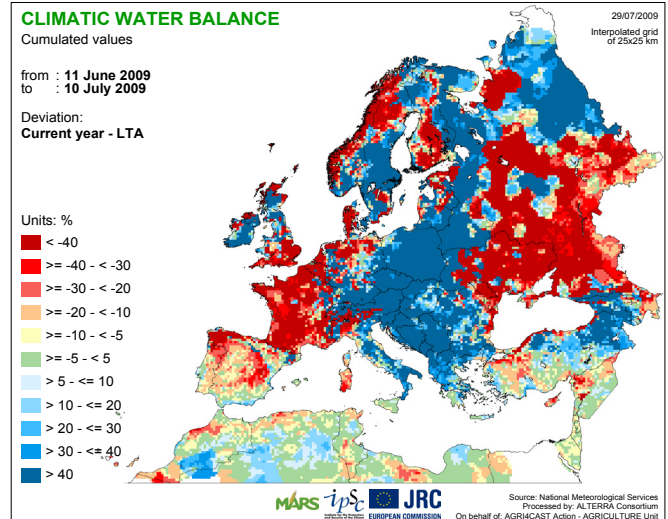 CLIMATIC WATER BALANCE
Cumulated values
29/07/2009
Interpolated grid
of 25x25 km
from : 11 June 2009
to : 10 July 2009
Deviation:
Current year - LTA
Units: %
< -40
>= -40 - < -30
>= -30 - < -20
>= -20 - < -10
>= -10 - < -5
>= -5 - < 5
> 5 - <= 10
> 10 - <= 20
> 20 - <= 30
> 30 - <= 40
> 40
MARS
ipSc
JRC
EUROPEAN COMMISSION
Source: National Meteorological Services
Processed by: ALTERRA Consortium
On behalf of: AGRI4CAST Action - AGRICULTURE Unit